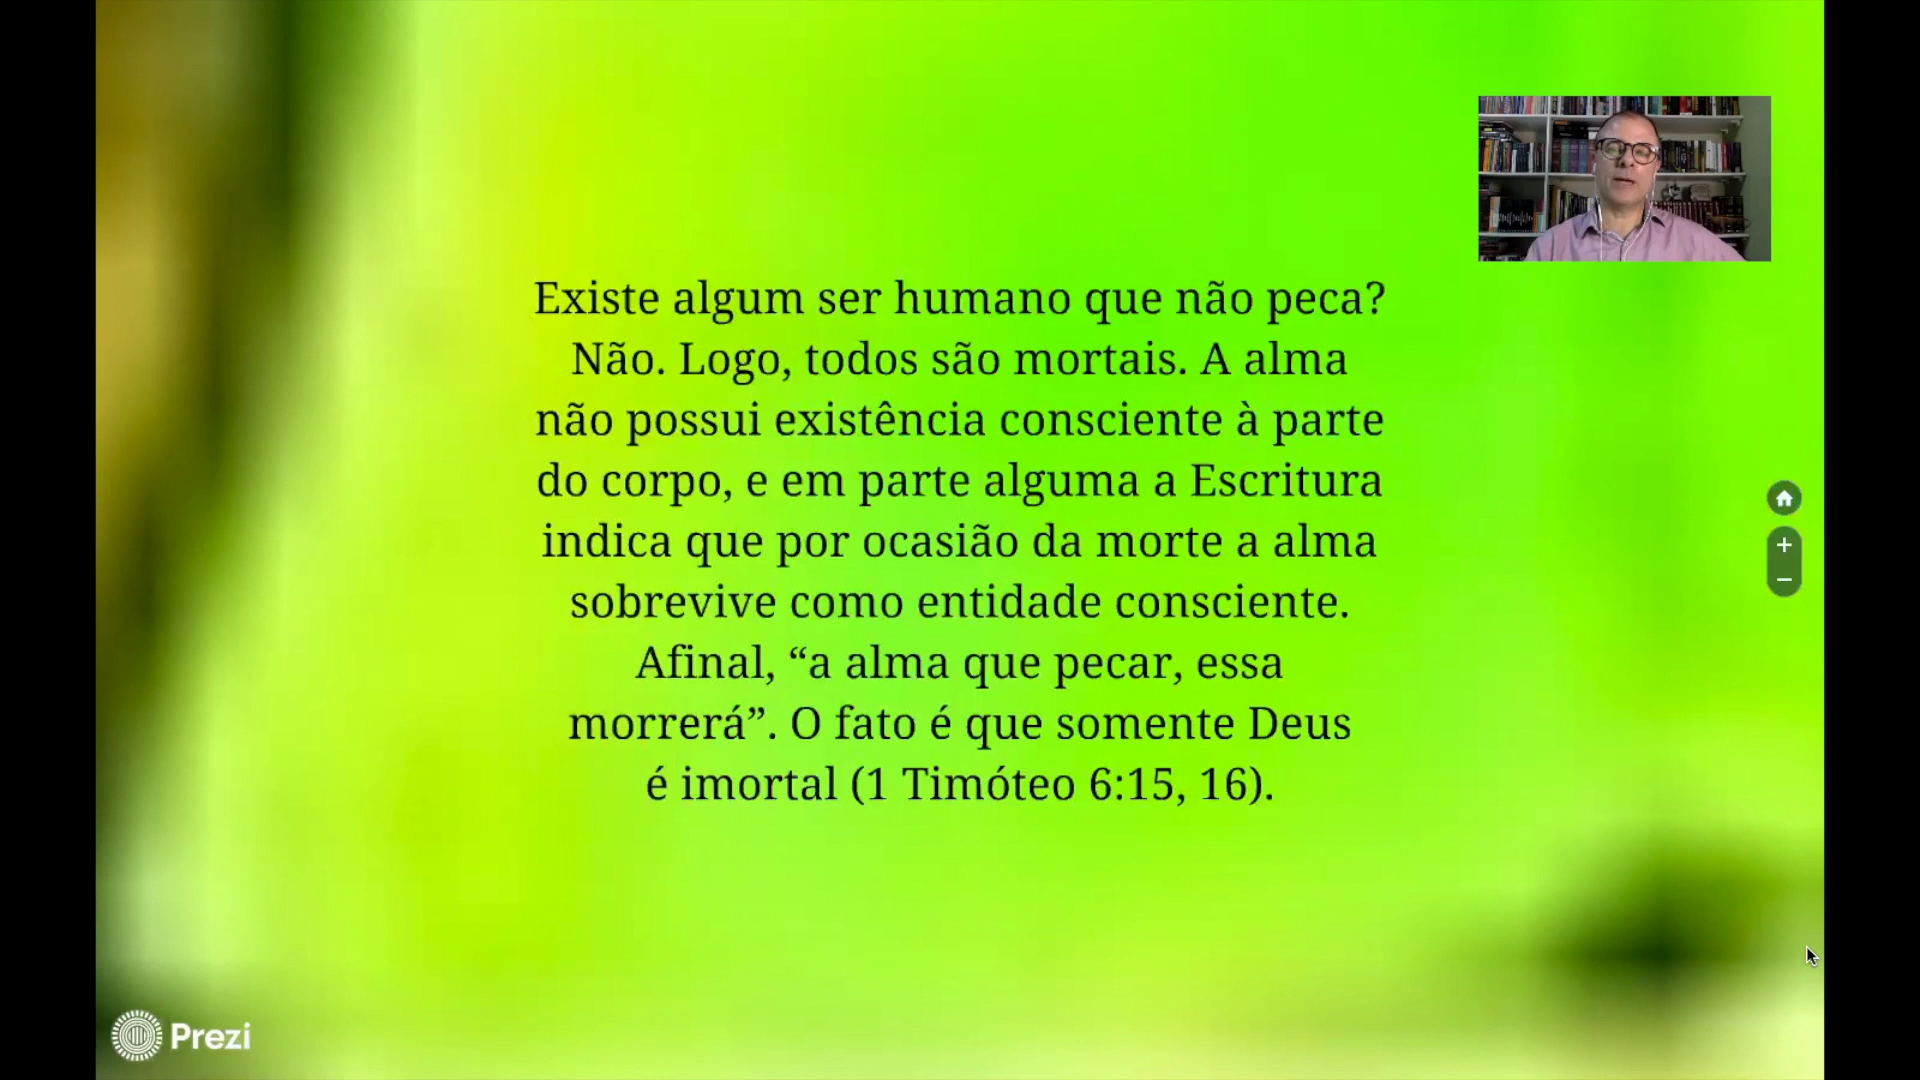 Existe algum ser humano que não peca?
Não. Logo, todos são mortais. A alma
não possui existência consciente à parte
do corpo, e em parte alguma a Escritura
indica que por ocasião da morte a alma
sobrevive como entidade consciente.
Afinal, “a alma que pecar, essa
morrerá”. O fato é que somente Deus
é imortal (1 Timóteo 6:15, 16).
Prezi